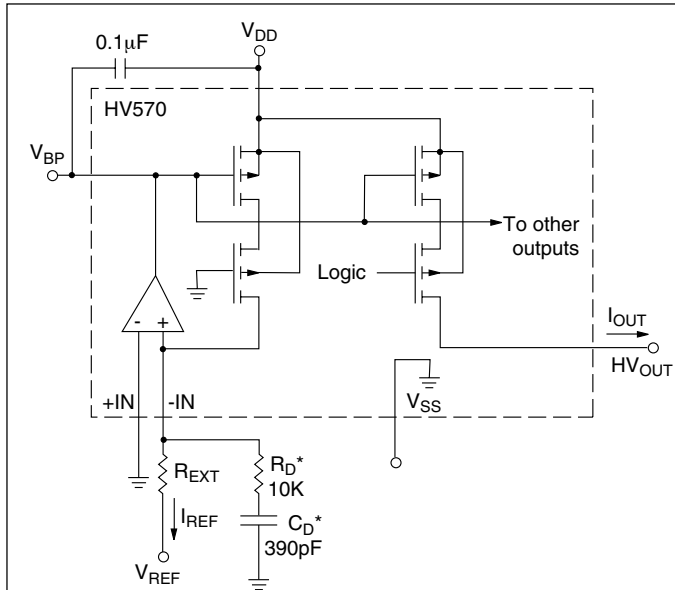 V_DD
0.1μF
HV570
V_BP
To other
outputs
Logic
- +
I_OUT
HV_OUT
+IN
-IN
V_SS
R_EXT
R_D*
10K
I_REF
C_D*
390pF
V_REF